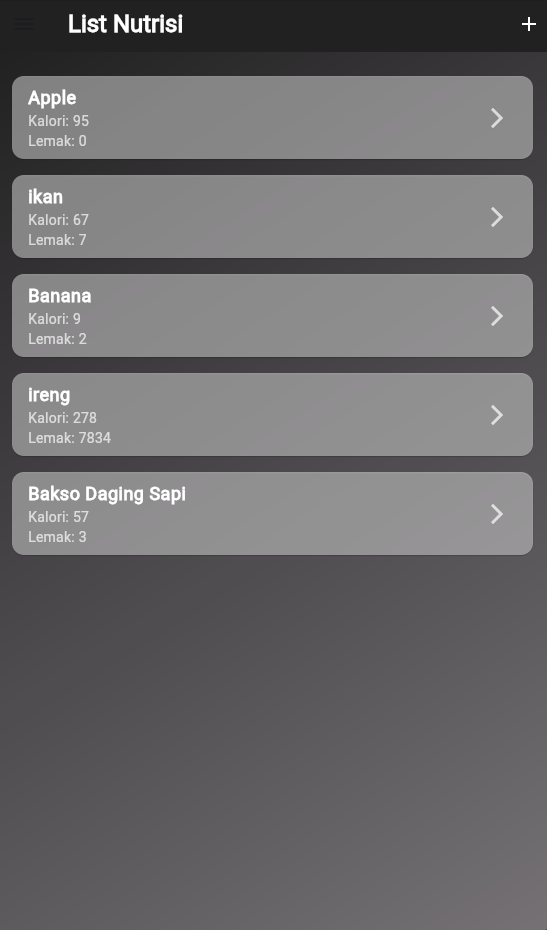 List Nutrisi
Apple
Kalori: 95
Lemak: 0
ikan
Kalori: 67
Lemak: 7
Banana
Kalori: 9
Lemak: 2
ireng
Kalori: 278
Lemak: 7834
Bakso Daging Sapi
Kalori: 57
Lemak: 3